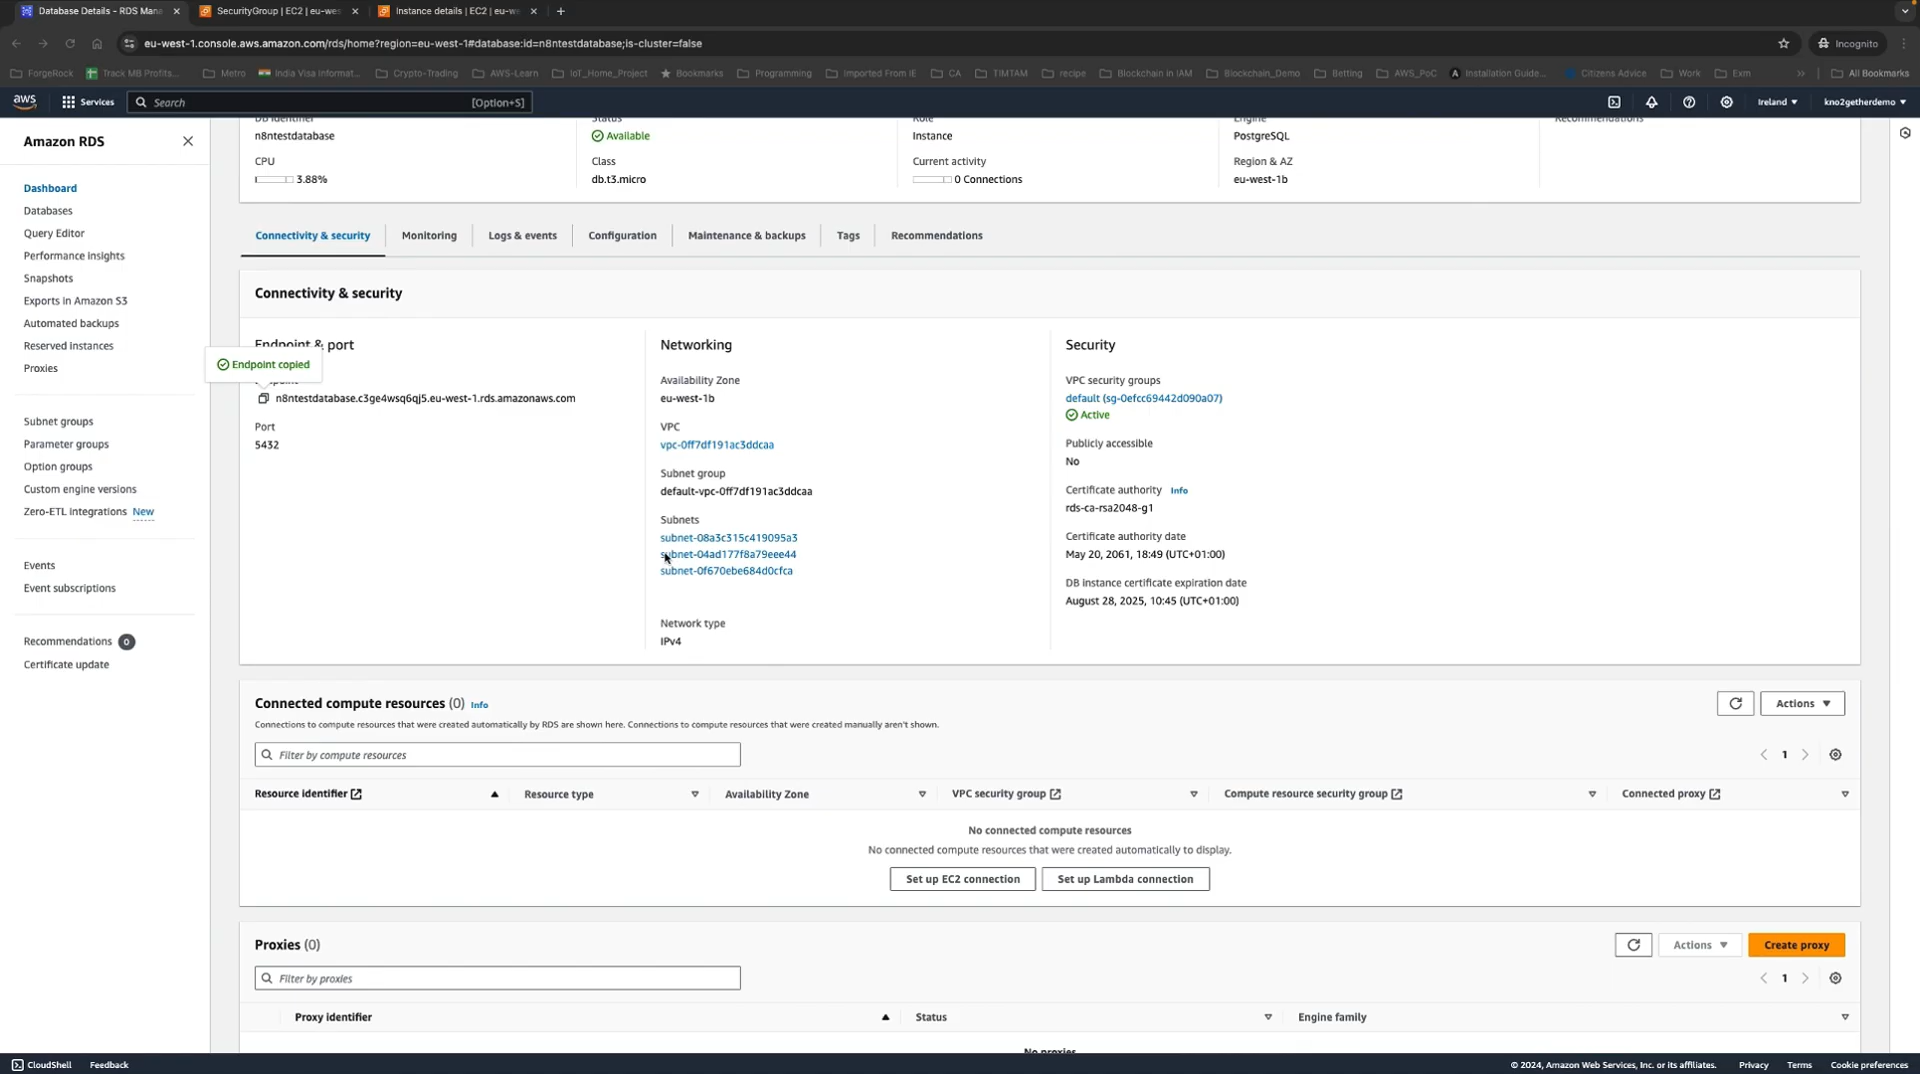 Database Details - RDS Mana
SecurityGroup | EC2 | eu-wes
Instance details | EC2 | eu-we
eu-west-1.console.aws.amazon.com/rds/home?region=eu-west-1#database:id=n8ntestdatabase;is-cluster=false
Incognito
ForgeRock
Track MB Profits...
Metro
India Visa Informat...
Crypto-Trading
AWS-Learn
IoT_Home_Project
Bookmarks
Programming
Imported From IE
CA
TIMTAM
recipe
Blockchain in IAM
Blockchain_Demo
Betting
AWS_PoC
Installation Guide...
Citizens Advice
Work
Exm
All Bookmarks
aws
Services
Search
[Option+S]
Ireland
kno2getherdemo
Amazon RDS
Dashboard
Databases
Query Editor
Performance insights
Snapshots
Exports in Amazon S3
Automated backups
Reserved instances
Proxies
Subnet groups
Parameter groups
Option groups
Custom engine versions
Zero-ETL integrations New
Events
Event subscriptions
Recommendations 0
Certificate update
DB identifier
n8ntestdatabase
Status
Available
Role
Instance
Engine
PostgreSQL
Recommendations
CPU
3.88%
Class
db.t3.micro
Current activity
0 Connections
Region & AZ
eu-west-1b
Connectivity & security
Monitoring
Logs & events
Configuration
Maintenance & backups
Tags
Recommendations
Connectivity & security
Endpoint & port
Endpoint copied
Endpoint
n8ntestdatabase.c3ge4wsq6qj5.eu-west-1.rds.amazonaws.com
Port
5432
Networking
Availability Zone
eu-west-1b
VPC
vpc-0ff7df191ac3ddcaa
Subnet group
default-vpc-0ff7df191ac3ddcaa
Subnets
subnet-08a3c315c419095a3
subnet-04ad177f8a79eee44
subnet-0f670ebe684d0cfca
Network type
IPv4
Security
VPC security groups
default (sg-0efcc69442d090a07)
Active
Publicly accessible
No
Certificate authority Info
rds-ca-rsa2048-g1
Certificate authority date
May 20, 2061, 18:49 (UTC+01:00)
DB instance certificate expiration date
August 28, 2025, 10:45 (UTC+01:00)
Connected compute resources (0) Info
Actions
Connections to compute resources that were created automatically by RDS are shown here. Connections to compute resources that were created manually aren't shown.
Filter by compute resources
1
Resource identifier
Resource type
Availability Zone
VPC security group
Compute resource security group
Connected proxy
No connected compute resources
No connected compute resources that were created automatically to display.
Set up EC2 connection
Set up Lambda connection
Proxies (0)
Actions
Create proxy
Filter by proxies
1
Proxy identifier
Status
Engine family
No proxies
CloudShell
Feedback
© 2024, Amazon Web Services, Inc. or its affiliates.
Privacy
Terms
Cookie preferences